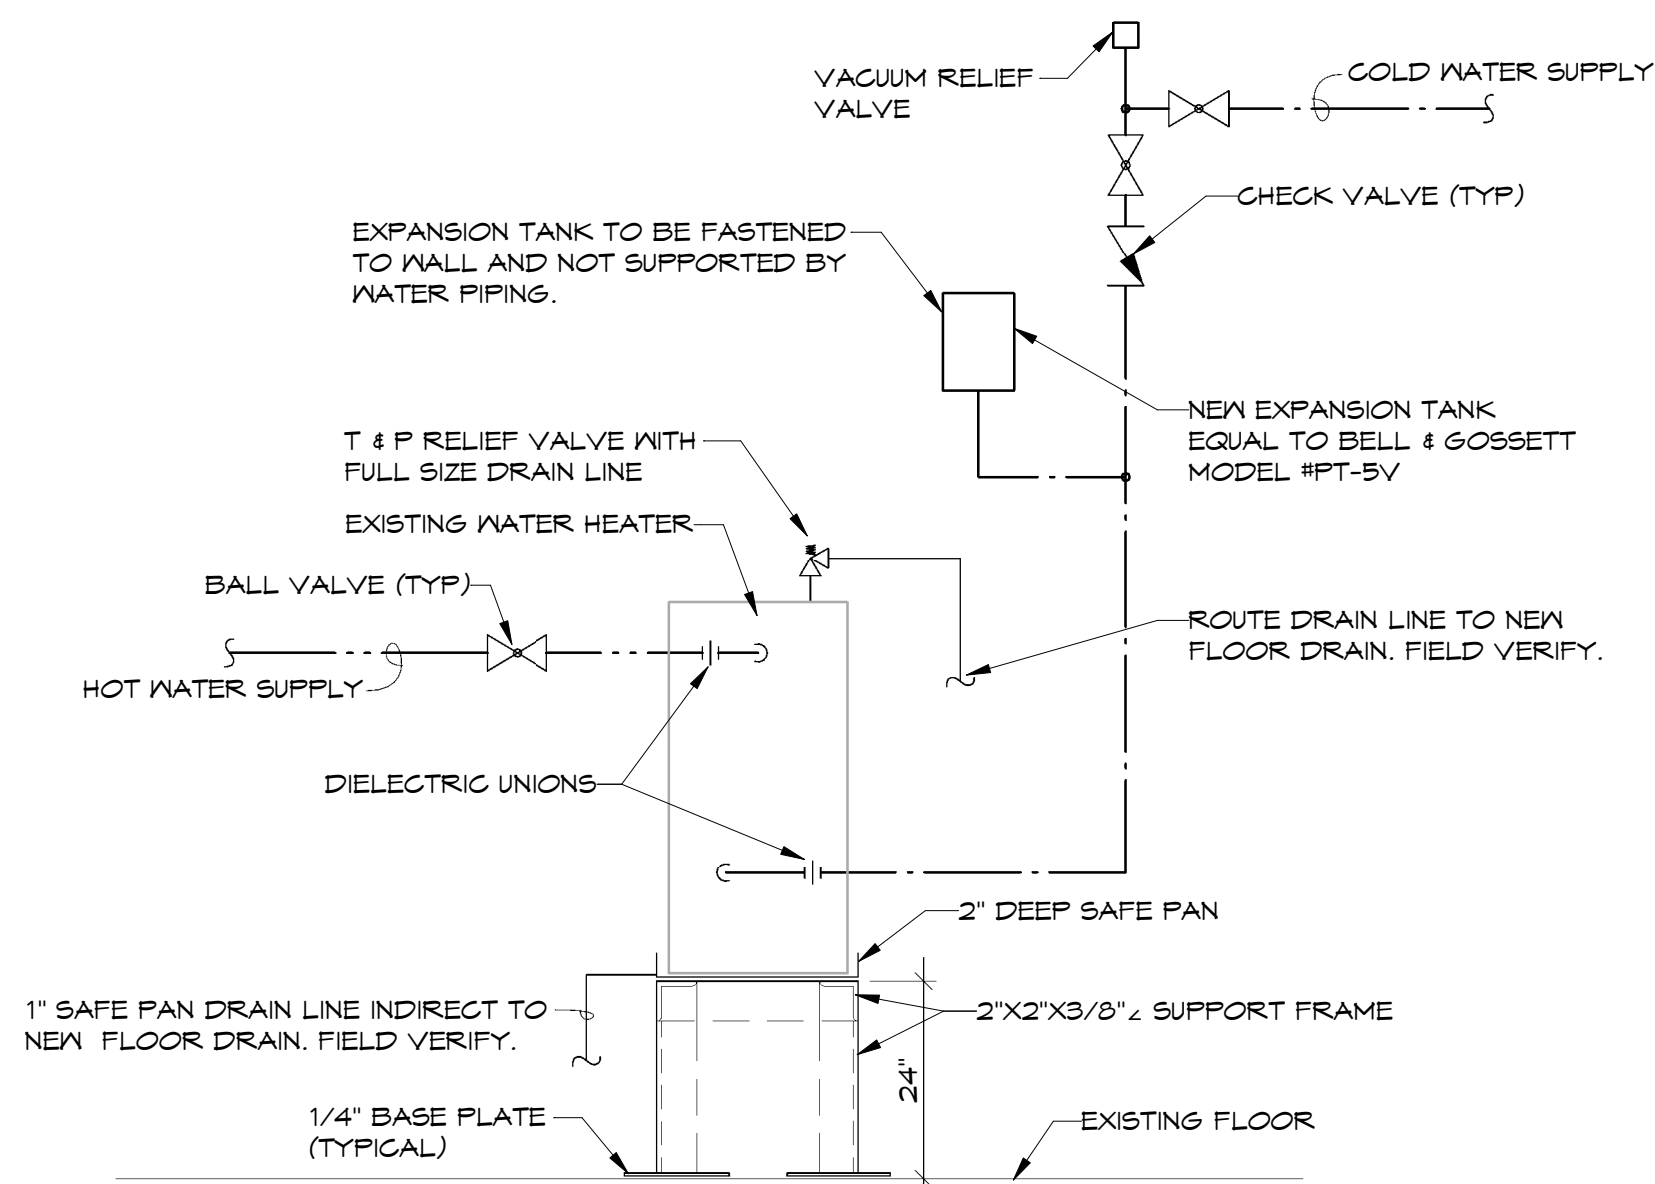 VACUUM RELIEF
VALVE
COLD WATER SUPPLY
CHECK VALVE (TYP)
EXPANSION TANK TO BE FASTENED
TO WALL AND NOT SUPPORTED BY
WATER PIPING.
NEW EXPANSION TANK
EQUAL TO BELL & GOSSETT
MODEL #PT-5V
T & P RELIEF VALVE WITH
FULL SIZE DRAIN LINE
EXISTING WATER HEATER
BALL VALVE (TYP)
HOT WATER SUPPLY
ROUTE DRAIN LINE TO NEW
FLOOR DRAIN. FIELD VERIFY.
DIELECTRIC UNIONS
2" DEEP SAFE PAN
1" SAFE PAN DRAIN LINE INDIRECT TO
NEW FLOOR DRAIN. FIELD VERIFY.
2"X2"X3/8"∠ SUPPORT FRAME
24"
1/4" BASE PLATE
(TYPICAL)
EXISTING FLOOR